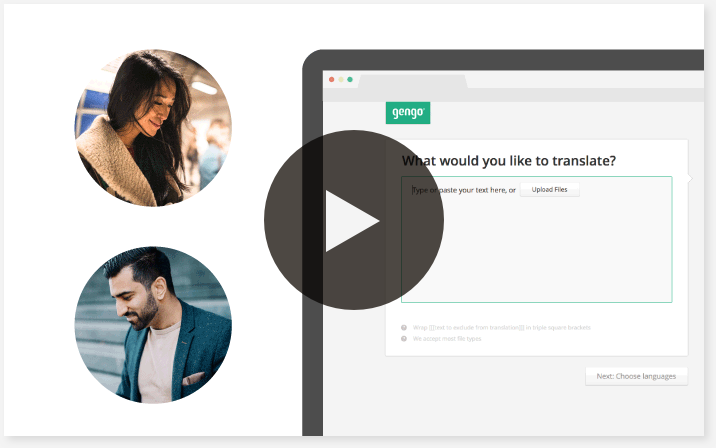 gengo
What would you like to translate?
Type or paste your text here, or Upload Files
Wrap [[[text to exclude from translation]]] in triple square brackets
We accept most file types
Next: Choose languages